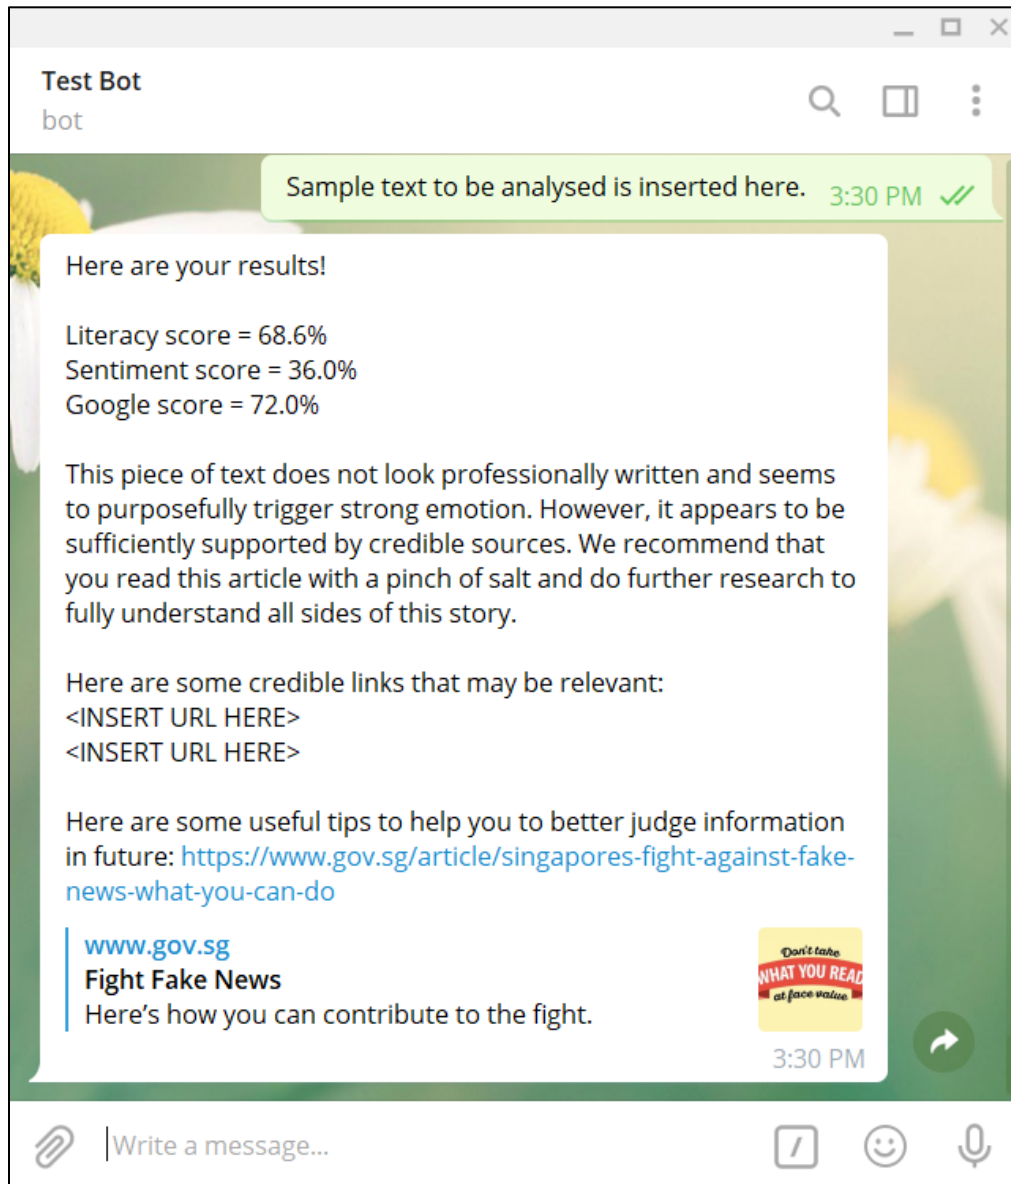 Test Bot
bot
Sample text to be analysed is inserted here. 3:30 PM
Here are your results!
Literacy score = 68.6%
Sentiment score = 36.0%
Google score = 72.0%
This piece of text does not look professionally written and seems
to purposefully trigger strong emotion. However, it appears to be
sufficiently supported by credible sources. We recommend that
you read this article with a pinch of salt and do further research to
fully understand all sides of this story.
Here are some credible links that may be relevant:
<INSERT URL HERE>
<INSERT URL HERE>
Here are some useful tips to help you to better judge information
in future: https://www.gov.sg/article/singapores-fight-against-fake-
news-what-you-can-do
www.gov.sg
Fight Fake News
Here’s how you can contribute to the fight.
Don't take
WHAT YOU READ
at face value
3:30 PM
Write a message...